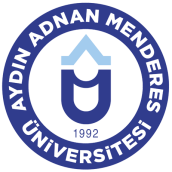 AYDIN ADNAN MENDERES
1992
ÜNİVERSİTESİ